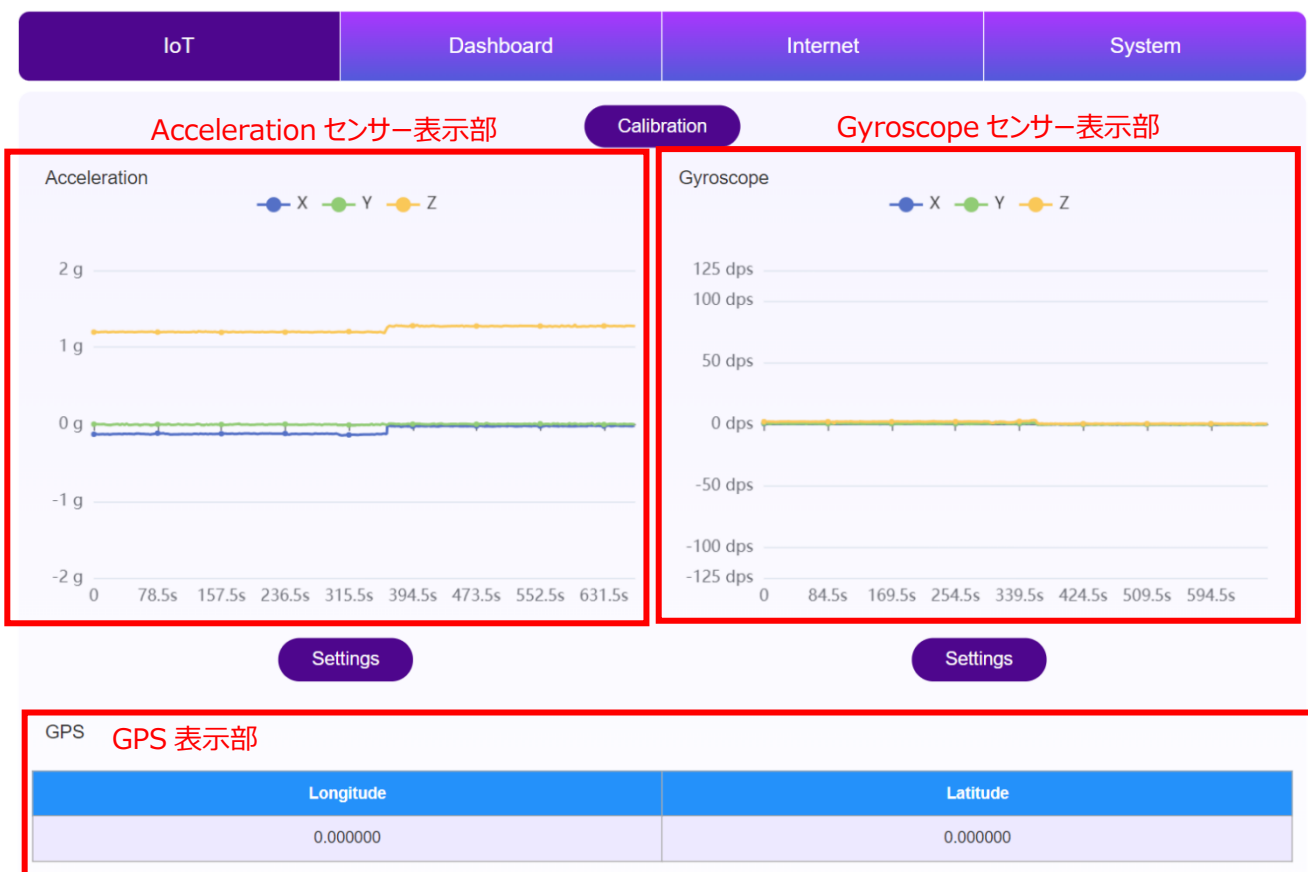 IoT Dashboard Internet System
Acceleration センサー表示部 Calibration Gyroscope センサー表示部
Acceleration
X Y Z
2 g
1 g
0 g
-1 g
-2 g
0 78.5s 157.5s 236.5s 315.5s 394.5s 473.5s 552.5s 631.5s
Settings
Gyroscope
X Y Z
125 dps
100 dps
50 dps
0 dps
-50 dps
-100 dps
-125 dps
0 84.5s 169.5s 254.5s 339.5s 424.5s 509.5s 594.5s
Settings
GPS GPS 表示部
Longitude Latitude
0.000000 0.000000